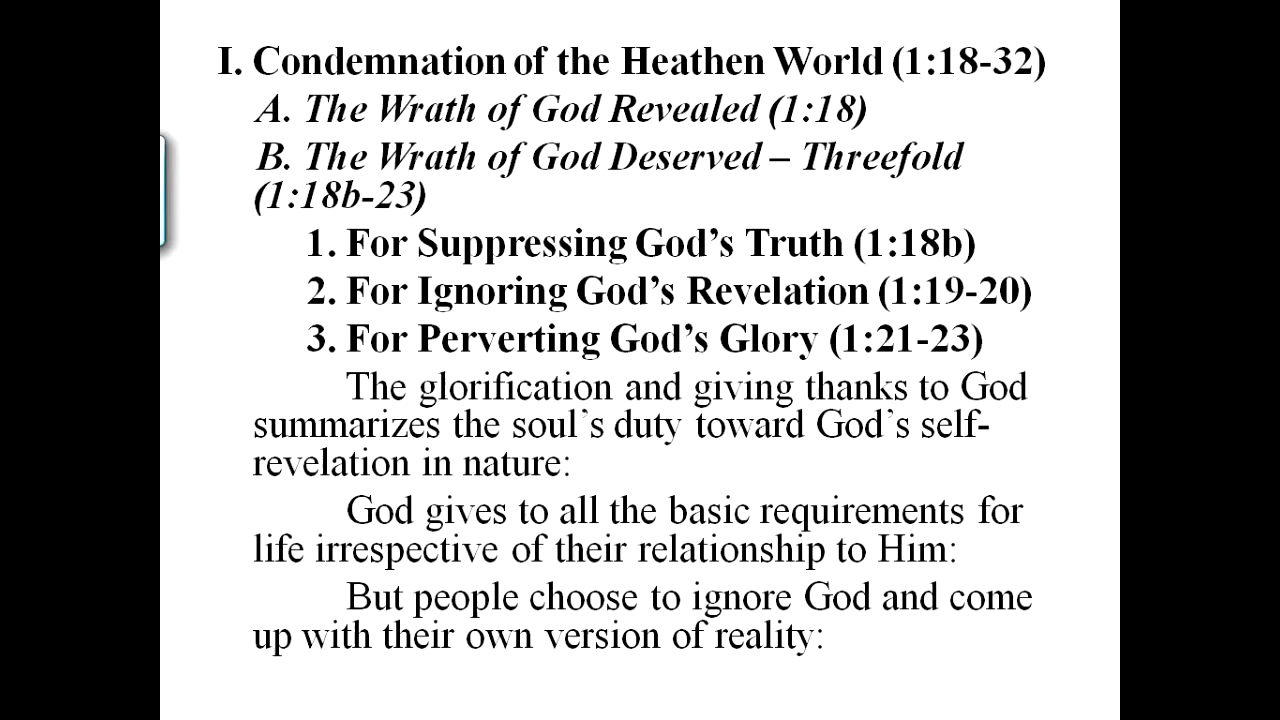 I. Condemnation of the Heathen World (1:18-32)
A. The Wrath of God Revealed (1:18)
B. The Wrath of God Deserved – Threefold
(1:18b-23)
1. For Suppressing God’s Truth (1:18b)
2. For Ignoring God’s Revelation (1:19-20)
3. For Perverting God’s Glory (1:21-23)
The glorification and giving thanks to God
summarizes the soul’s duty toward God’s self-
revelation in nature:
God gives to all the basic requirements for
life irrespective of their relationship to Him:
But people choose to ignore God and come
up with their own version of reality: